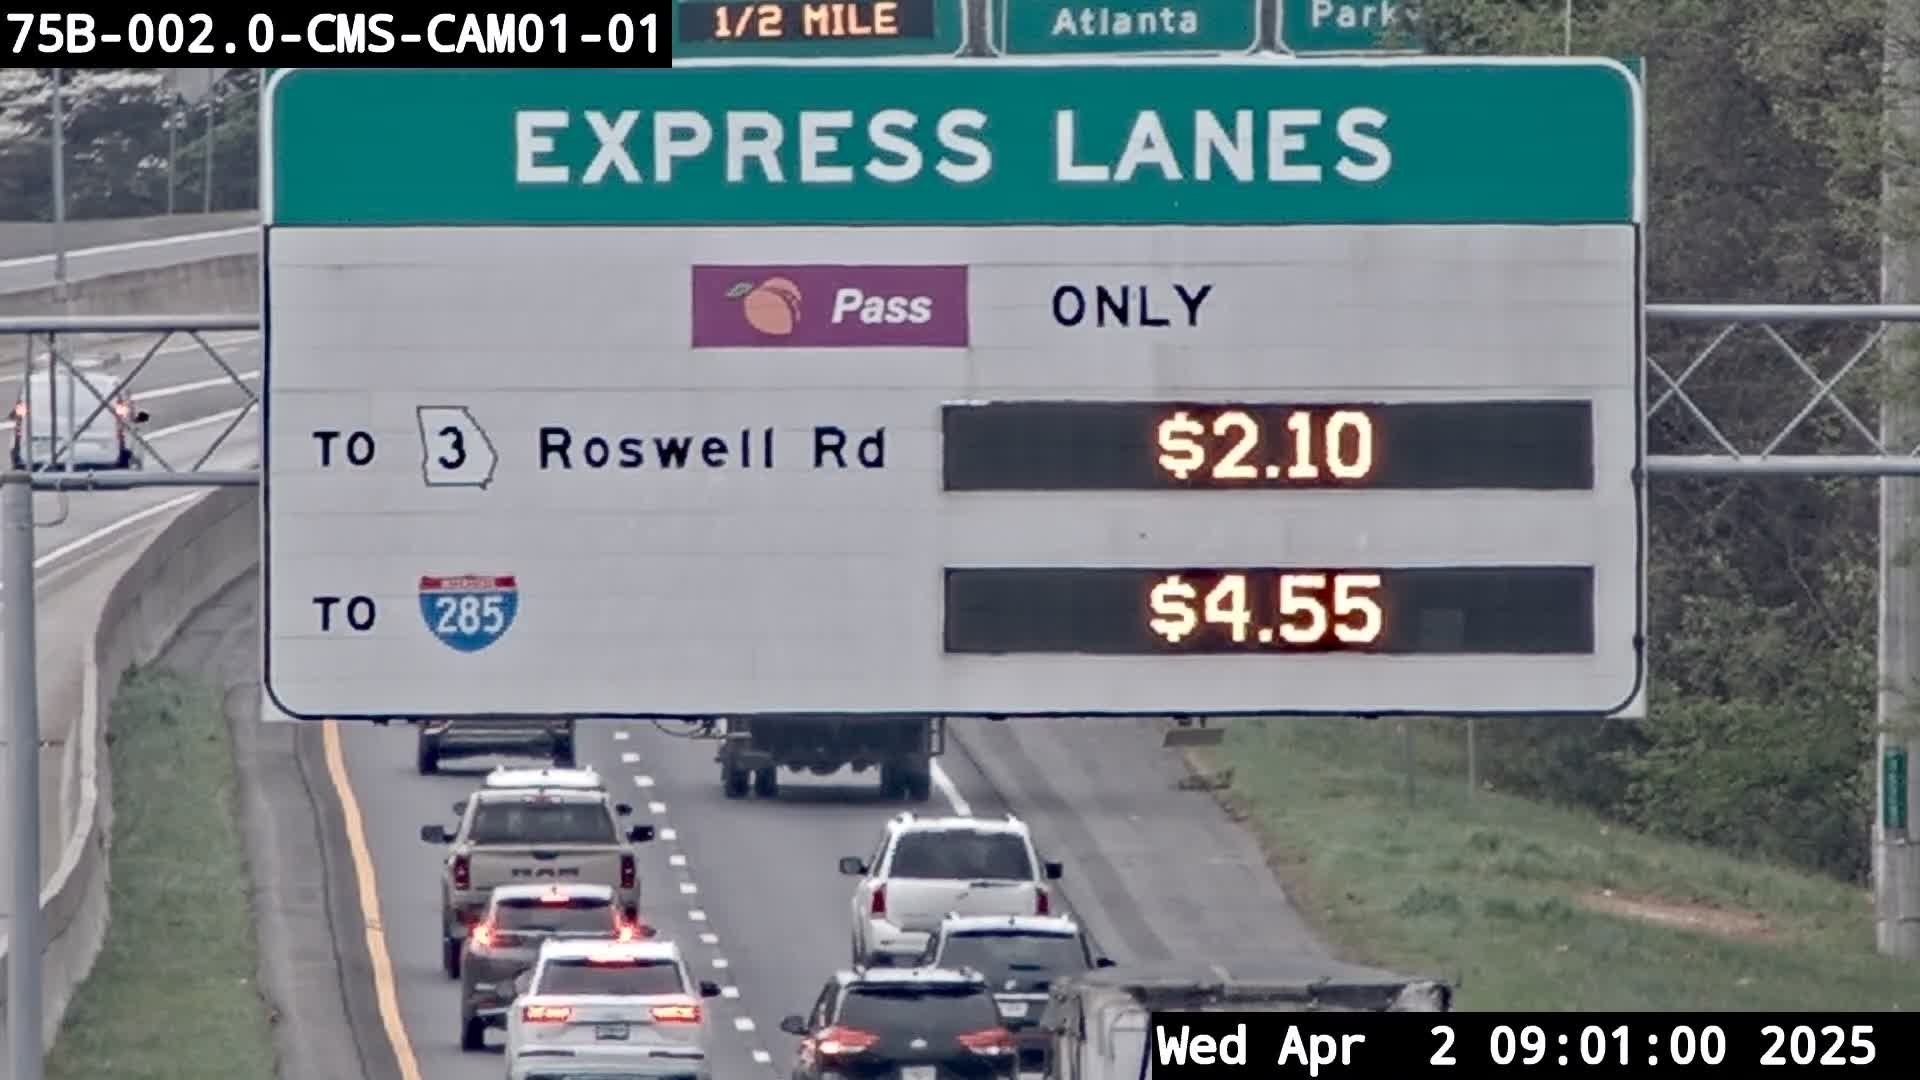 75B-002.0-CMS-CAM01-01
1/2 MILE
Atlanta
EXPRESS LANES
Pass ONLY
TO 3 Roswell Rd $2.10
TO 285 $4.55
RAM
Wed Apr 2 09:01:00 2025